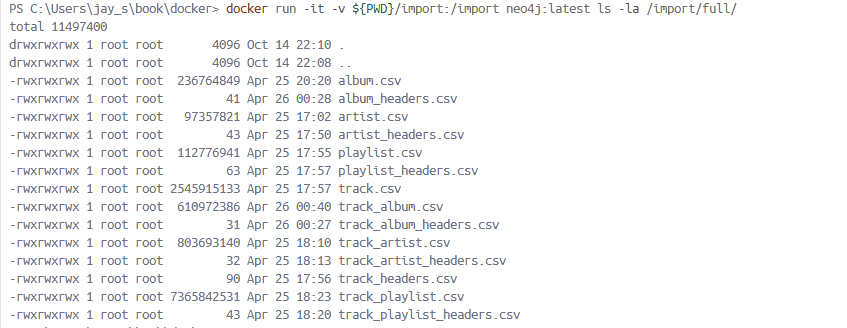 PS C:\Users\jay_s\book\docker> docker run -it -v ${PWD}/import:/import neo4j:latest ls -la /import/full/
total 11497400
drwxrwxrwx 1 root root       4096 Oct 14 22:10 .
drwxrwxrwx 1 root root       4096 Oct 14 22:08 ..
-rwxrwxrwx 1 root root  236764849 Apr 25 20:20 album.csv
-rwxrwxrwx 1 root root         41 Apr 26 00:28 album_headers.csv
-rwxrwxrwx 1 root root   97357821 Apr 25 17:02 artist.csv
-rwxrwxrwx 1 root root         43 Apr 25 17:50 artist_headers.csv
-rwxrwxrwx 1 root root  112776941 Apr 25 17:55 playlist.csv
-rwxrwxrwx 1 root root         63 Apr 25 17:57 playlist_headers.csv
-rwxrwxrwx 1 root root 2545915133 Apr 25 17:57 track.csv
-rwxrwxrwx 1 root root  610972386 Apr 26 00:40 track_album.csv
-rwxrwxrwx 1 root root         31 Apr 26 00:27 track_album_headers.csv
-rwxrwxrwx 1 root root  803693140 Apr 25 18:10 track_artist.csv
-rwxrwxrwx 1 root root         32 Apr 25 18:13 track_artist_headers.csv
-rwxrwxrwx 1 root root         90 Apr 25 17:56 track_headers.csv
-rwxrwxrwx 1 root root 7365842531 Apr 25 18:23 track_playlist.csv
-rwxrwxrwx 1 root root         43 Apr 25 18:20 track_playlist_headers.csv